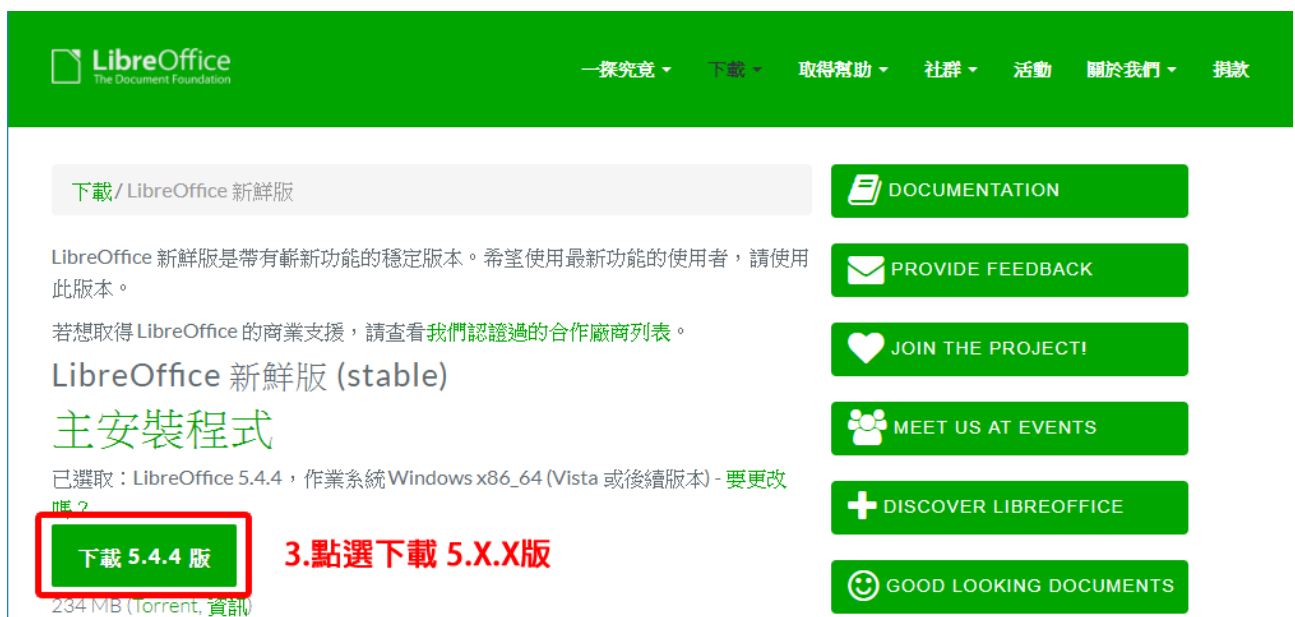 LibreOffice
The Document Foundation
一探究竟 下載 取得幫助 社群 活動 關於我們 捐款
下載 / LibreOffice 新鮮版
LibreOffice 新鮮版是帶有嶄新功能的穩定版本。希望使用最新功能的使用者，請使用
此版本。
若想取得 LibreOffice 的商業支援，請查看我們認證過的合作廠商列表。
LibreOffice 新鮮版 (stable)
主安裝程式
已選取：LibreOffice 5.4.4，作業系統 Windows x86_64 (Vista 或後續版本) - 要更改
嗎？
下載 5.4.4 版
3.點選下載 5.X.X版
234 MB (Torrent, 資訊)
DOCUMENTATION
PROVIDE FEEDBACK
JOIN THE PROJECT!
MEET US AT EVENTS
DISCOVER LIBREOFFICE
GOOD LOOKING DOCUMENTS